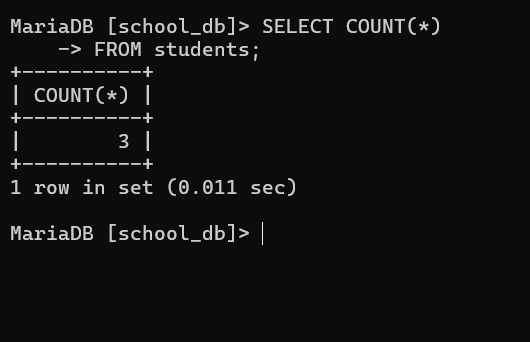 MariaDB [school_db]> SELECT COUNT(*)
    -> FROM students;
+----------+
| COUNT(*) |
+----------+
|        3 |
+----------+
1 row in set (0.011 sec)
MariaDB [school_db]>